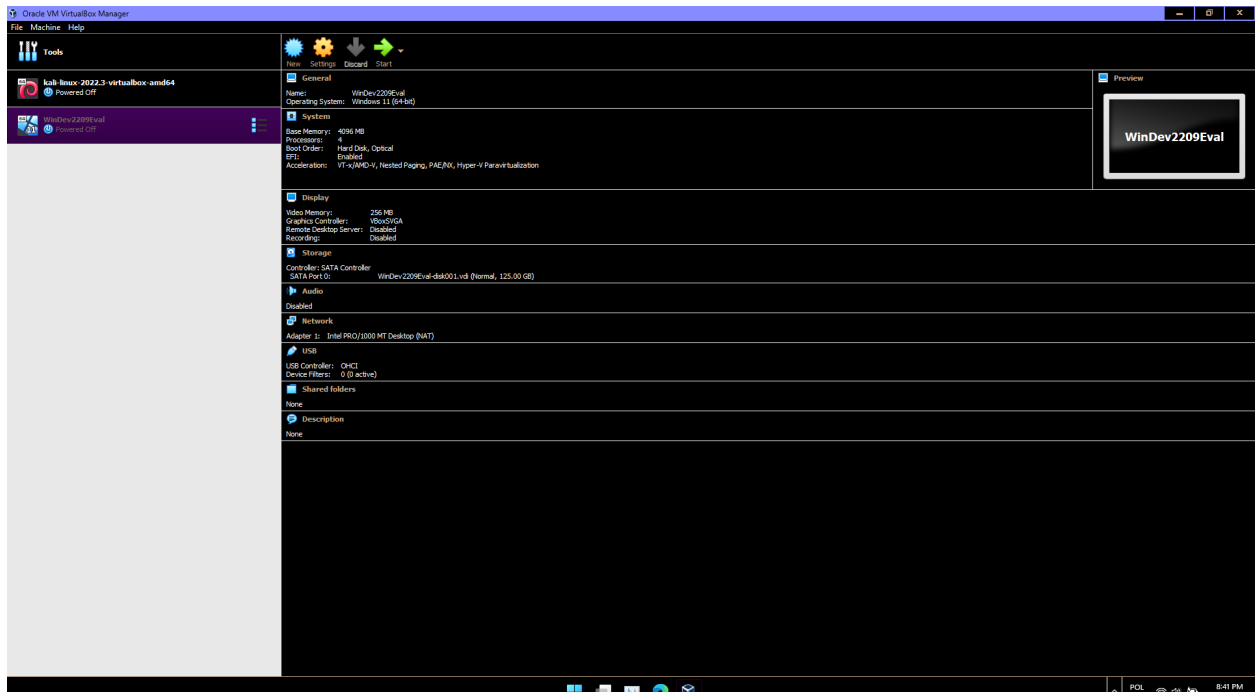 Oracle VM VirtualBox Manager
File Machine Help
Tools
New Settings Discard Start
kali-linux-2022.3-virtualbox-amd64
Powered Off
WinDev2209Eval
Powered Off
General
Name: WinDev2209Eval
Operating System: Windows 11 (64-bit)
System
Base Memory: 4096 MB
Processors: 4
Boot Order: Hard Disk, Optical
EFI: Enabled
Acceleration: VT-x/AMD-V, Nested Paging, PAE/NX, Hyper-V Paravirtualization
Preview
WinDev2209Eval
Display
Video Memory: 256 MB
Graphics Controller: VBoxSVGA
Remote Desktop Server: Disabled
Recording: Disabled
Storage
Controller: SATA Controller
SATA Port 0: WinDev2209Eval-disk001.vdi (Normal, 125.00 GB)
Audio
Disabled
Network
Adapter 1: Intel PRO/1000 MT Desktop (NAT)
USB
USB Controller: OHCI
Device Filters: 0 (0 active)
Shared folders
None
Description
None
POL
8:41 PM